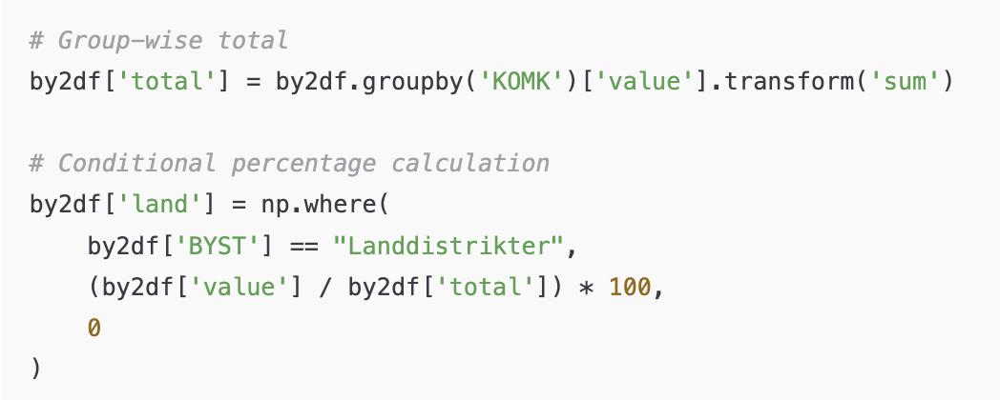 # Group-wise total
by2df['total'] = by2df.groupby('KOMK')['value'].transform('sum')

# Conditional percentage calculation
by2df['land'] = np.where(
    by2df['BYST'] == "Landdistrikter",
    (by2df['value'] / by2df['total']) * 100,
    0
)